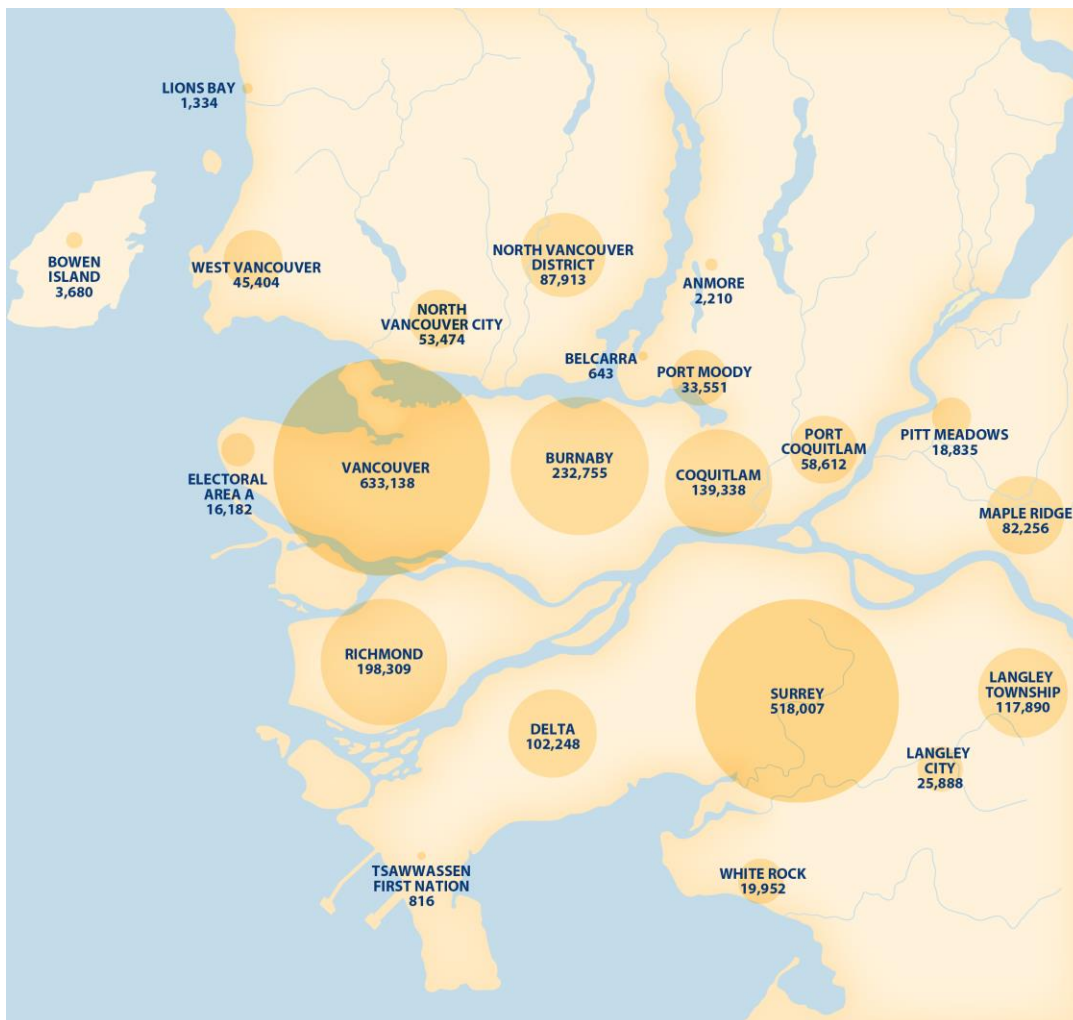 LIONS BAY
1,334
BOWEN
ISLAND
3,680
WEST VANCOUVER
45,404
NORTH VANCOUVER
DISTRICT
87,913
ANMORE
2,210
NORTH
VANCOUVER CITY
53,474
BELCARRA
643
PORT MOODY
33,551
ELECTORAL
AREA A
16,182
VANCOUVER
633,138
BURNABY
232,755
COQUITLAM
139,338
PORT
COQUITLAM
58,612
PITT MEADOWS
18,835
MAPLE RIDGE
82,256
RICHMOND
198,309
DELTA
102,248
SURREY
518,007
LANGLEY
TOWNSHIP
117,890
LANGLEY
CITY
25,888
TSAWWASSEN
FIRST NATION
816
WHITE ROCK
19,952